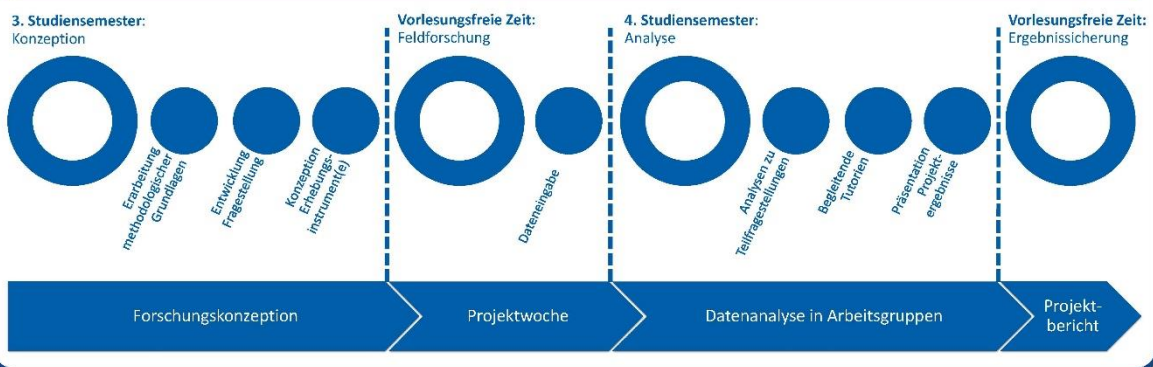 3. Studiensemester:
Konzeption
Vorlesungsfreie Zeit:
Feldforschung
4. Studiensemester:
Analyse
Vorlesungsfreie Zeit:
Ergebnissicherung
Erarbeitung
methodologischer
Grundlagen
Entwicklung
Fragestellung
Konzeption
Erhebungs-
instrument(e)
Dateneingabe
Analysen zu
Teilfragestellungen
Begleitende
Tutorien
Präsentation
Projekt-
ergebnisse
Forschungskonzeption
Projektwoche
Datenanalyse in Arbeitsgruppen
Projekt-
bericht